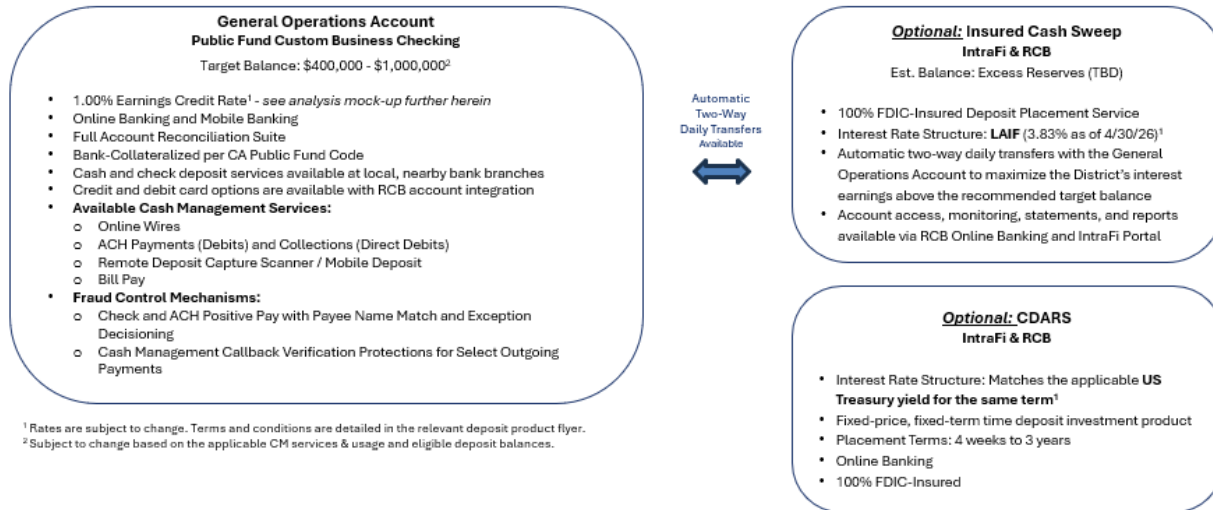 General Operations Account
Public Fund Custom Business Checking
Target Balance: $400,000 - $1,000,000²
• 1.00% Earnings Credit Rate¹ - see analysis mock-up further herein
• Online Banking and Mobile Banking
• Full Account Reconciliation Suite
• Bank-Collateralized per CA Public Fund Code
• Cash and check deposit services available at local, nearby bank branches
• Credit and debit card options are available with RCB account integration
• Available Cash Management Services:
o Online Wires
o ACH Payments (Debits) and Collections (Direct Debits)
o Remote Deposit Capture Scanner / Mobile Deposit
o Bill Pay
• Fraud Control Mechanisms:
o Check and ACH Positive Pay with Payee Name Match and Exception
Decisioning
o Cash Management Callback Verification Protections for Select Outgoing
Payments
¹ Rates are subject to change. Terms and conditions are detailed in the relevant deposit product flyer.
² Subject to change based on the applicable CM services & usage and eligible deposit balances.
Automatic
Two-Way
Daily Transfers
Available
Optional: Insured Cash Sweep
IntraFi & RCB
Est. Balance: Excess Reserves (TBD)
• 100% FDIC-Insured Deposit Placement Service
• Interest Rate Structure: LAIF (3.83% as of 4/30/26)¹
• Automatic two-way daily transfers with the General
Operations Account to maximize the District's interest
earnings above the recommended target balance
• Account access, monitoring, statements, and reports
available via RCB Online Banking and IntraFi Portal
Optional: CDARS
IntraFi & RCB
• Interest Rate Structure: Matches the applicable US
Treasury yield for the same term¹
• Fixed-price, fixed-term time deposit investment product
• Placement Terms: 4 weeks to 3 years
• Online Banking
• 100% FDIC-Insured